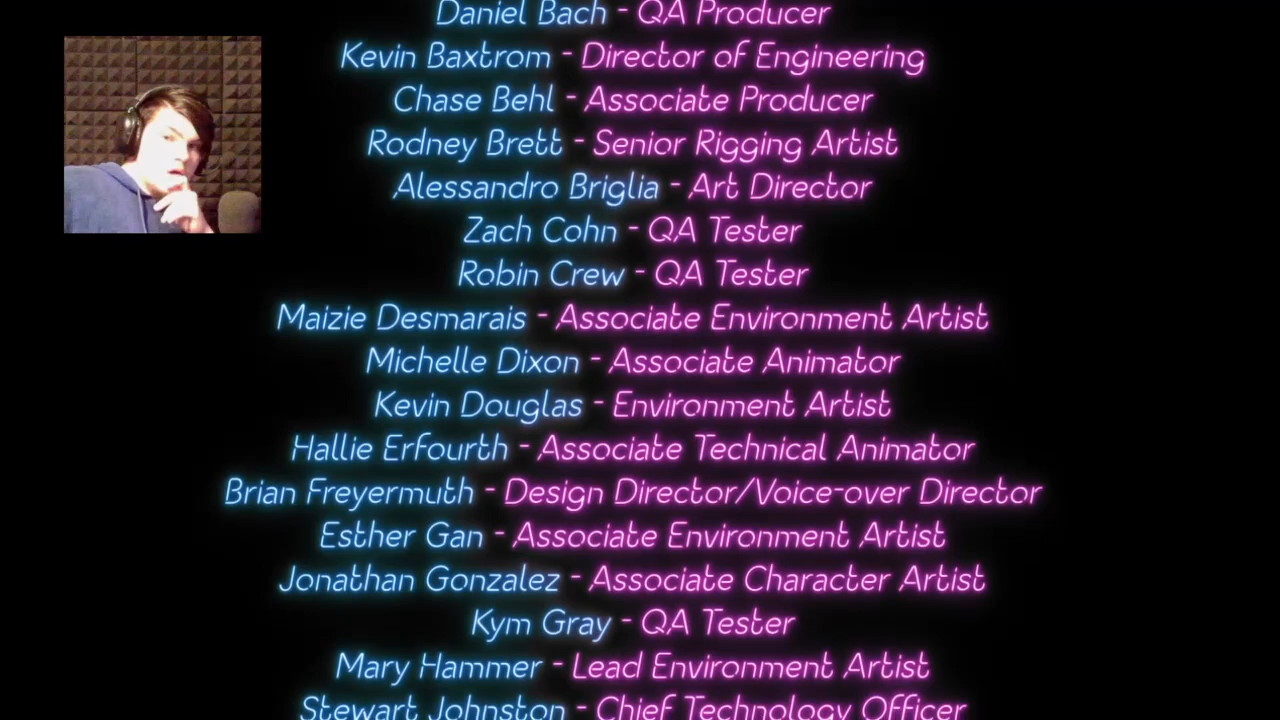 Daniel Bach - QA Producer
Kevin Baxtrom - Director of Engineering
Chase Behl - Associate Producer
Rodney Brett - Senior Rigging Artist
Alessandro Briglia - Art Director
Zach Cohn - QA Tester
Robin Crew - QA Tester
Maizie Desmarais - Associate Environment Artist
Michelle Dixon - Associate Animator
Kevin Douglas - Environment Artist
Hallie Erfourth - Associate Technical Animator
Brian Freyermuth - Design Director/Voice-over Director
Esther Gan - Associate Environment Artist
Jonathan Gonzalez - Associate Character Artist
Kym Gray - QA Tester
Mary Hammer - Lead Environment Artist
Stewart Johnston - Chief Technology Officer